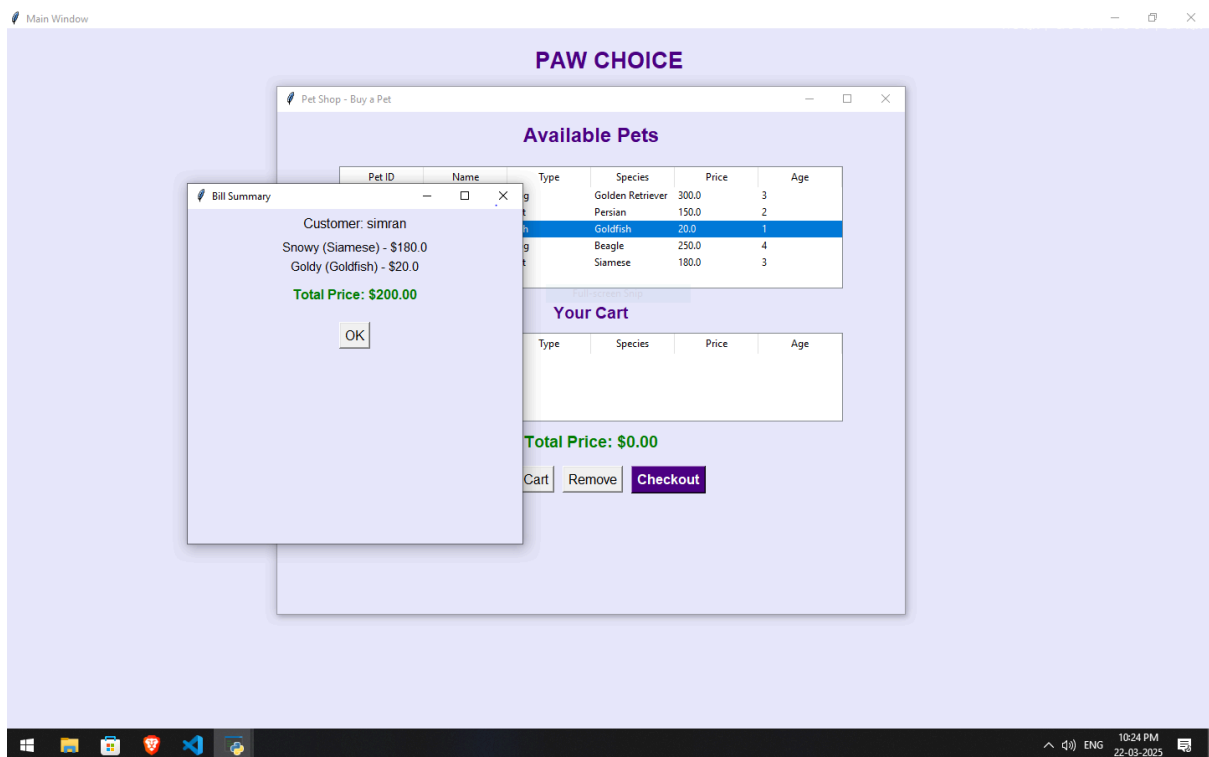 Main Window
PAW CHOICE
Pet Shop - Buy a Pet
Available Pets
Pet ID Name Type Species Price Age
g Golden Retriever 300.0 3
t Persian 150.0 2
h Goldfish 20.0 1
g Beagle 250.0 4
t Siamese 180.0 3
Full-screen Snip
Bill Summary
Customer: simran
Snowy (Siamese) - $180.0
Goldy (Goldfish) - $20.0
Total Price: $200.00
OK
Your Cart
Type Species Price Age
Total Price: $0.00
Cart Remove Checkout
ENG 10:24 PM
22-03-2025